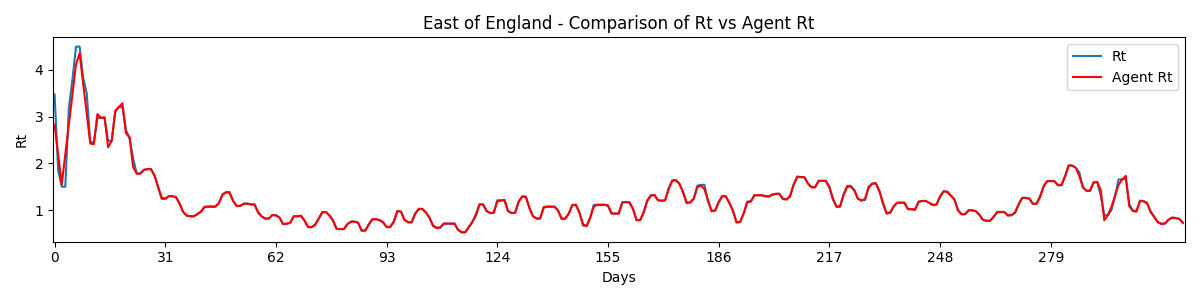 East of England - Comparison of Rt vs Agent Rt
Rt
Agent Rt
Rt
4
3
2
1
0 31 62 93 124 155 186 217 248 279
Days